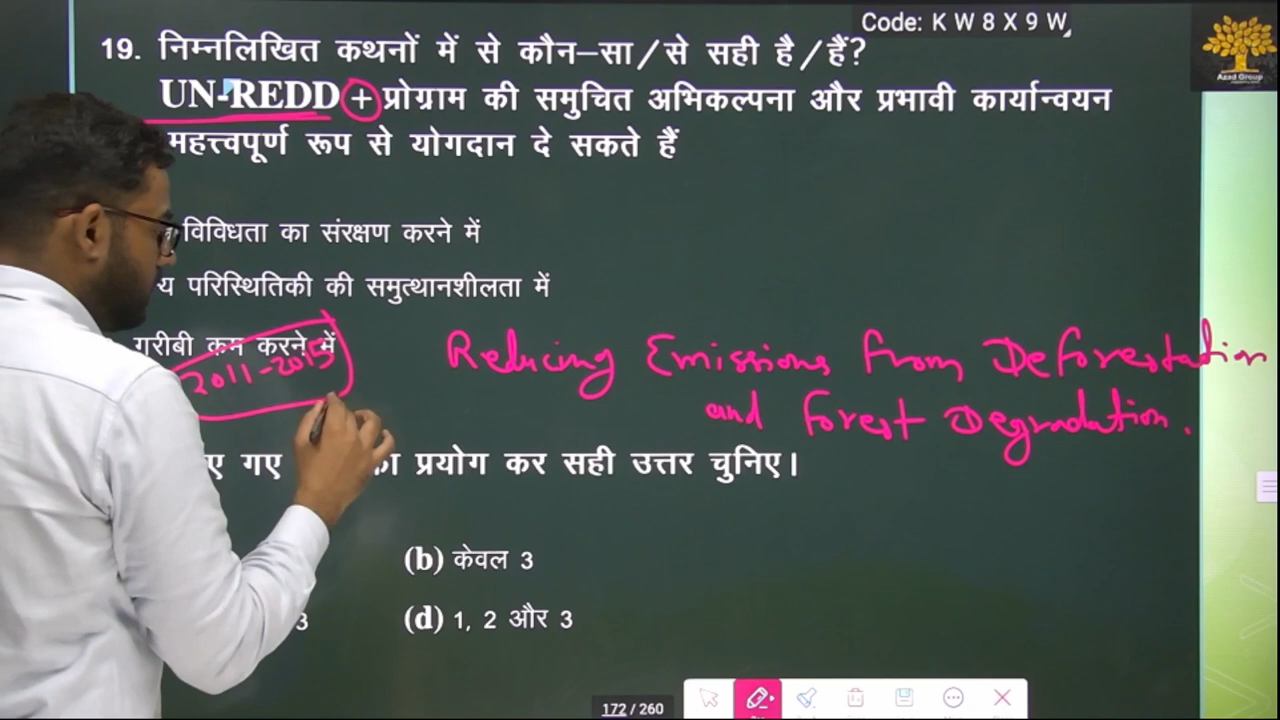 Code: K W 8 X 9 W
Azad Group
19. निम्नलिखित कथनों में से कौन–सा/से सही है/हैं?
UN-REDD + प्रोग्राम की समुचित अभिकल्पना और प्रभावी कार्यान्वयन
महत्त्वपूर्ण रूप से योगदान दे सकते हैं
विविधता का संरक्षण करने में
परिस्थितिकी की समुत्थानशीलता में
गरीबी कम करने में
2011-2015
Reducing Emissions from Deforestation
and forest Degradation.
गए का प्रयोग कर सही उत्तर चुनिए।
(b) केवल 3
3 (d) 1, 2 और 3
172 / 260